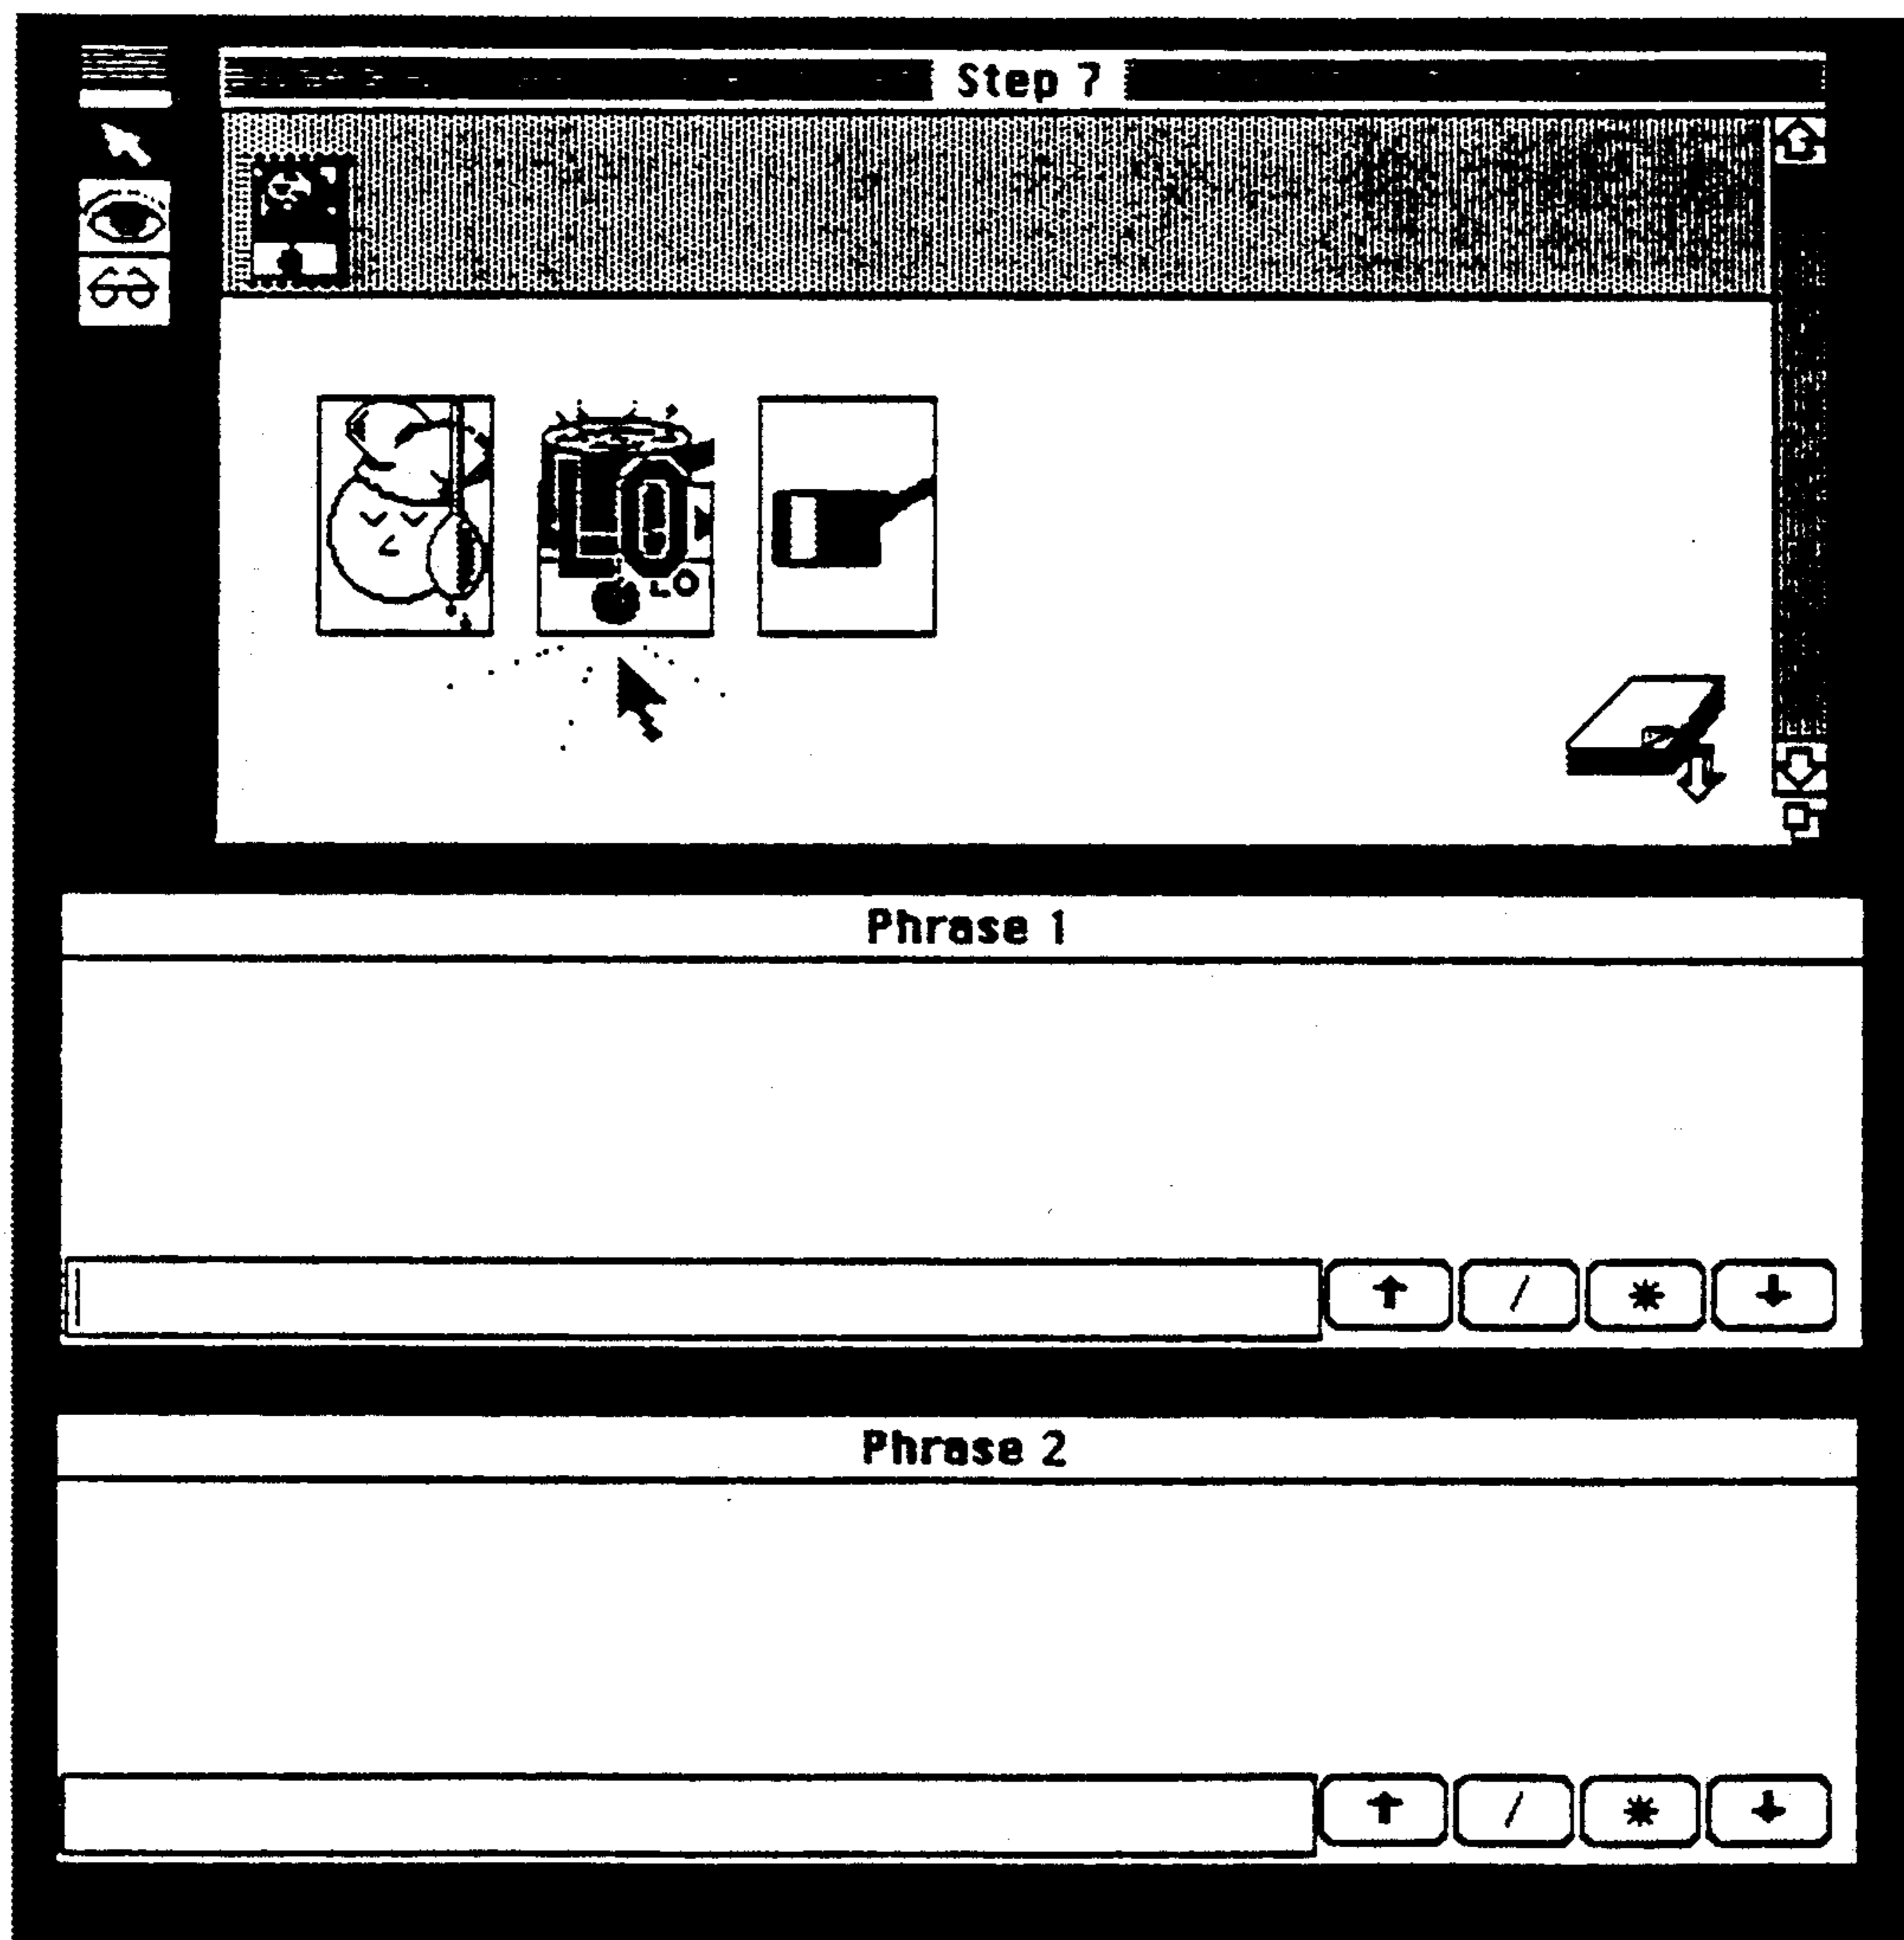 Step 7
LO
LO
Phrase 1
↑ / * ↓
Phrase 2
↑ / * ↓